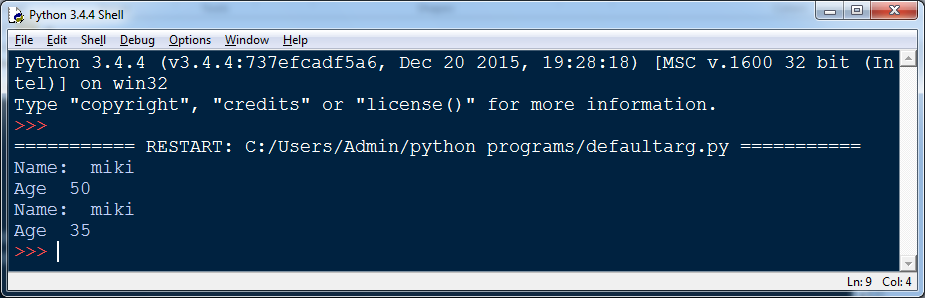 Python 3.4.4 Shell
File Edit Shell Debug Options Window Help
Python 3.4.4 (v3.4.4:737efcadf5a6, Dec 20 2015, 19:28:18) [MSC v.1600 32 bit (In
tel)] on win32
Type "copyright", "credits" or "license()" for more information.
>>>
=========== RESTART: C:/Users/Admin/python programs/defaultarg.py ===========
Name:  miki
Age  50
Name:  miki
Age  35
>>>
Ln: 9 Col: 4